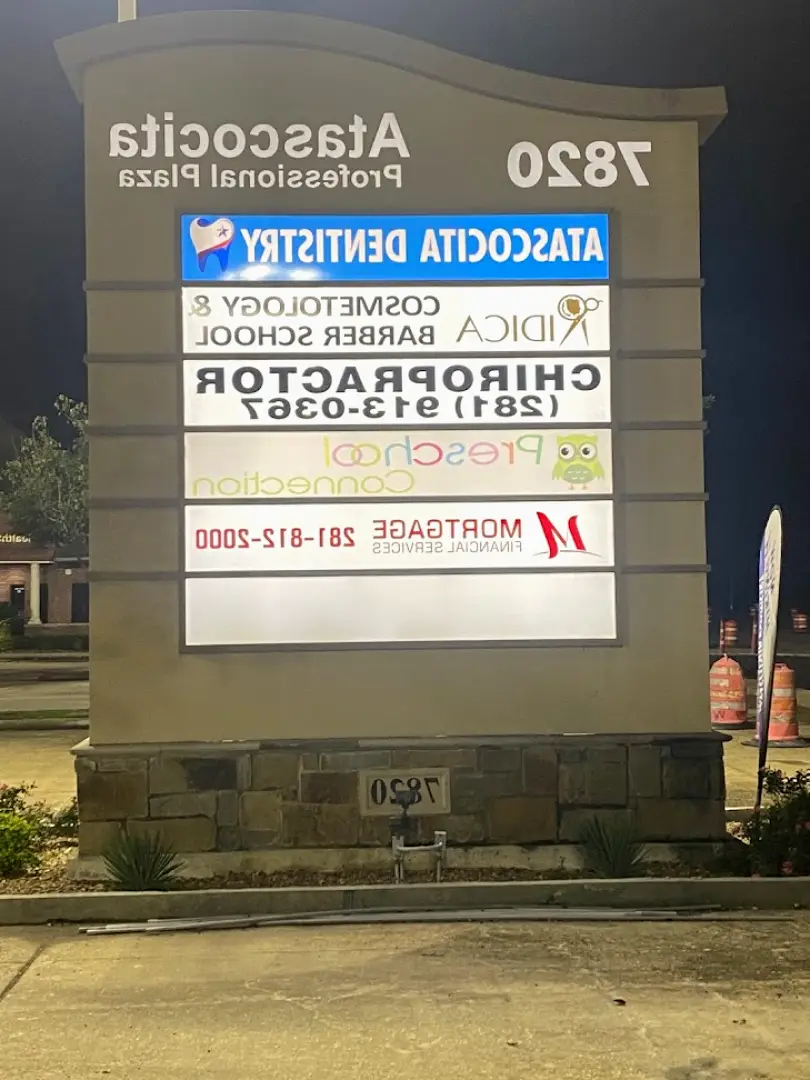 Atascocita
Professional Plaza
7820
ATASCOCITA DENTISTRY
RIDICA
COSMETOLOGY &
BARBER SCHOOL
CHIROPRACTOR
(281) 913-0367
Preschool
Connection
MORTGAGE
FINANCIAL SERVICES
281-812-2000
7820